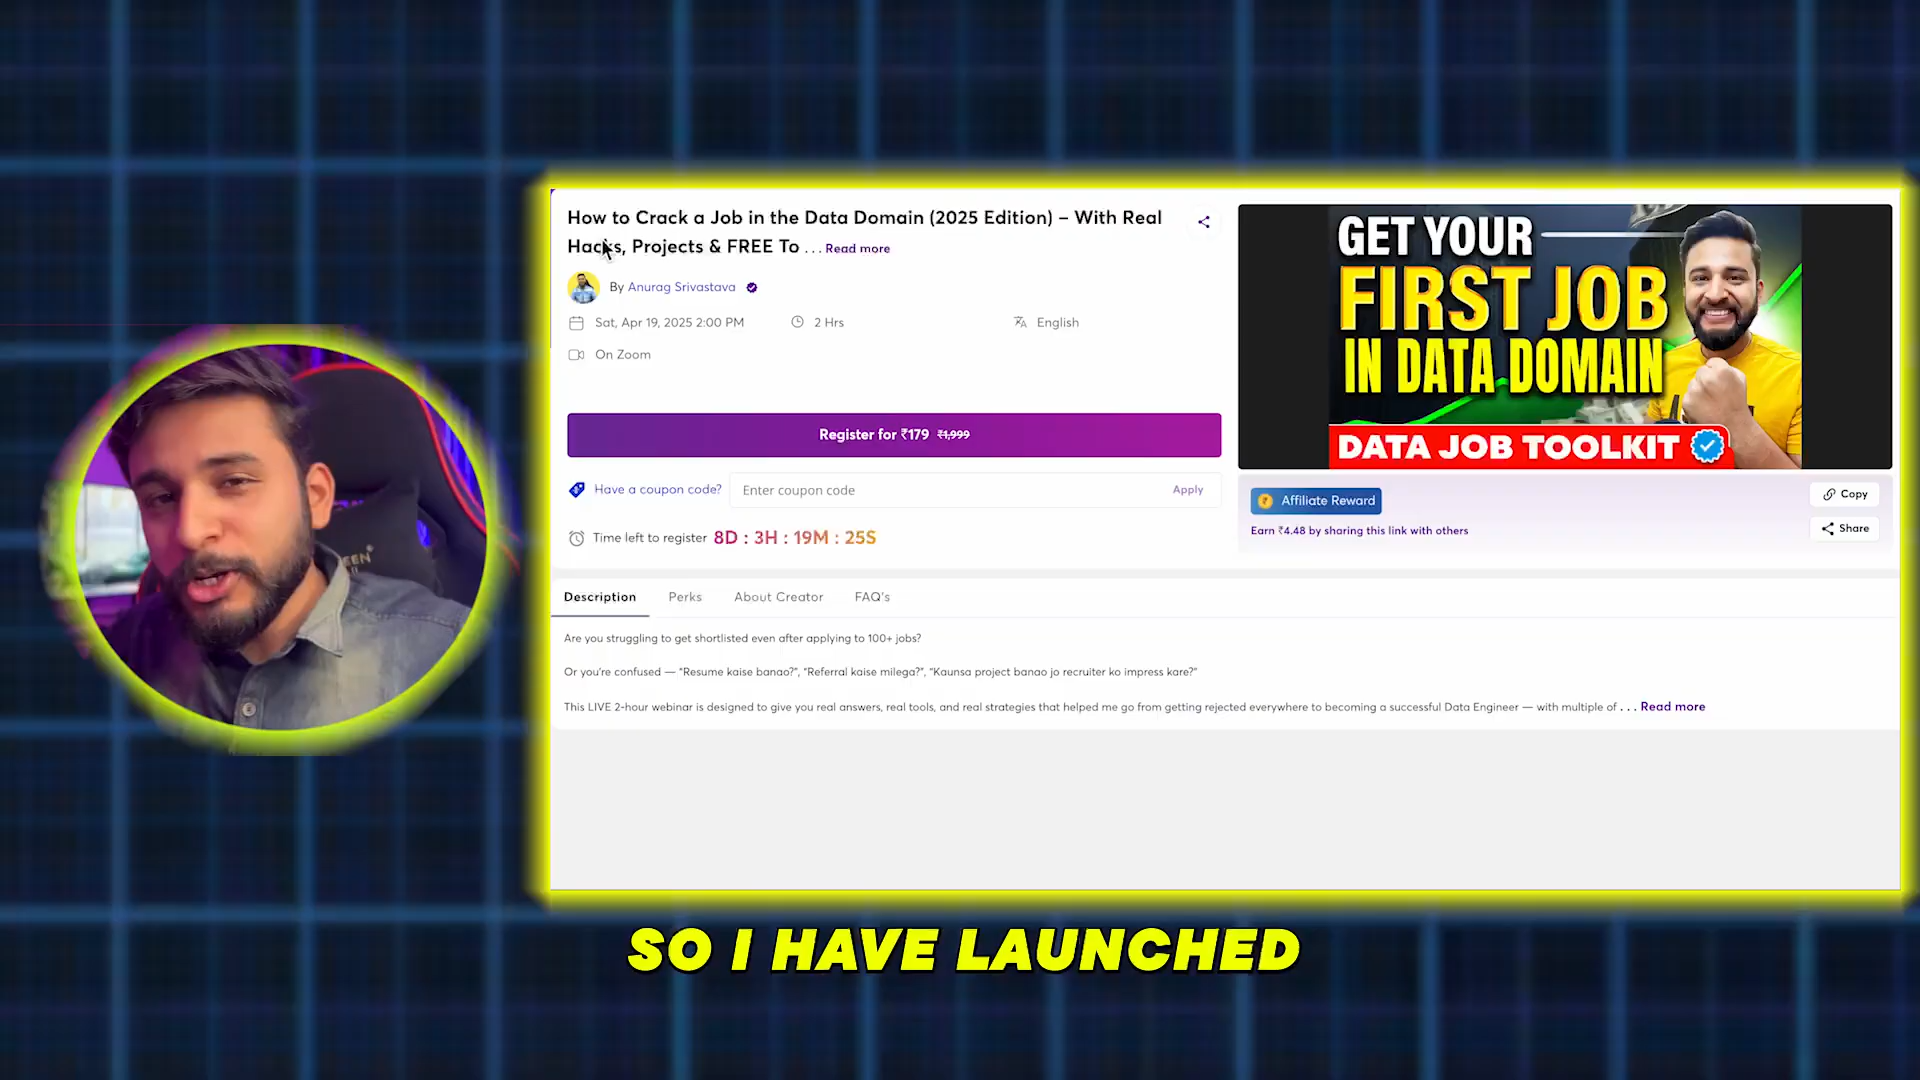 How to Crack a Job in the Data Domain (2025 Edition) – With Real
Hacks, Projects & FREE To ... Read more
By Anurag Srivastava
Sat, Apr 19, 2025 2:00 PM
2 Hrs
English
On Zoom
Register for ₹179 ₹1,999
Have a coupon code?
Enter coupon code
Apply
Time left to register 8D : 3H : 19M : 25S
GET YOUR
FIRST JOB
IN DATA DOMAIN
DATA JOB TOOLKIT
Affiliate Reward
Earn ₹4.48 by sharing this link with others
Copy
Share
Description
Perks
About Creator
FAQ's
Are you struggling to get shortlisted even after applying to 100+ jobs?
Or you're confused — "Resume kaise banao?", "Referral kaise milega?", "Kaunsa project banao jo recruiter ko impress kare?"
This LIVE 2-hour webinar is designed to give you real answers, real tools, and real strategies that helped me go from getting rejected everywhere to becoming a successful Data Engineer — with multiple of ... Read more
SO I HAVE LAUNCHED